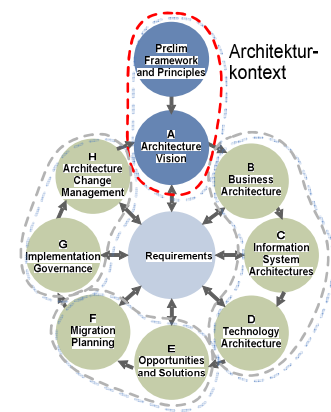 Prelim
Framework
and Principles
Architektur-
kontext
A
Architecture
Vision
H
Architecture
Change
Management
B
Business
Architecture
G
Implementation
Governance
Requirements
C
Information
System
Architectures
F
Migration
Planning
D
Technology
Architecture
E
Opportunities
and Solutions